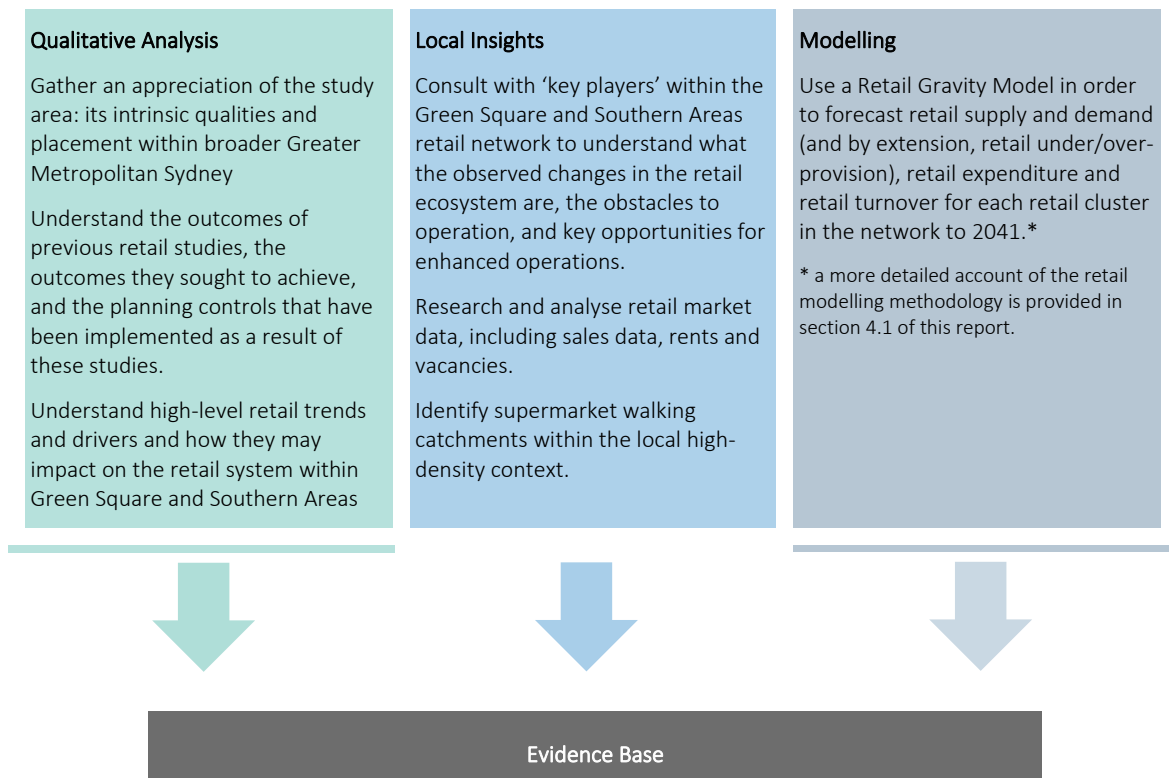 Qualitative Analysis
Gather an appreciation of the study
area: its intrinsic qualities and
placement within broader Greater
Metropolitan Sydney
Understand the outcomes of
previous retail studies, the
outcomes they sought to achieve,
and the planning controls that have
been implemented as a result of
these studies.
Understand high-level retail trends
and drivers and how they may
impact on the retail system within
Green Square and Southern Areas
Local Insights
Consult with ‘key players’ within the
Green Square and Southern Areas
retail network to understand what
the observed changes in the retail
ecosystem are, the obstacles to
operation, and key opportunities for
enhanced operations.
Research and analyse retail market
data, including sales data, rents and
vacancies.
Identify supermarket walking
catchments within the local high-
density context.
Modelling
Use a Retail Gravity Model in order
to forecast retail supply and demand
(and by extension, retail under/over-
provision), retail expenditure and
retail turnover for each retail cluster
in the network to 2041.*
* a more detailed account of the retail
modelling methodology is provided in
section 4.1 of this report.
Evidence Base